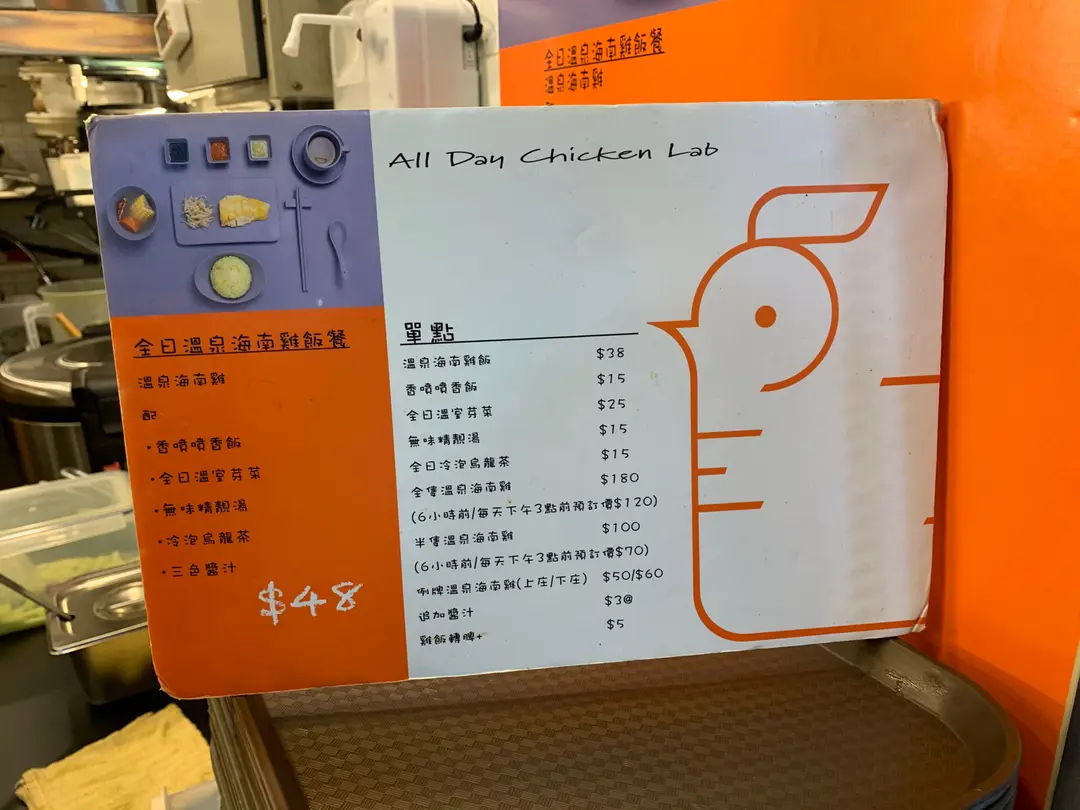 全日溫泉海南雞飯餐
溫泉海南雞
All Day Chicken Lab
全日溫泉海南雞飯餐
溫泉海南雞
配
・香噴噴香飯
・全日溫室芽菜
・無味精靚湯
・冷泡烏龍茶
・三色醬汁
$48
單點
溫泉海南雞飯 $38
香噴噴香飯 $15
全日溫室芽菜 $25
無味精靚湯 $15
全日冷泡烏龍茶 $15
全隻溫泉海南雞 $180
(6小時前/每天下午3點前預訂價$120)
半隻溫泉海南雞 $100
(6小時前/每天下午3點前預訂價$70)
例牌溫泉海南雞(上庄/下庄) $50/$60
追加醬汁 $3@
雞飯轉髀+ $5